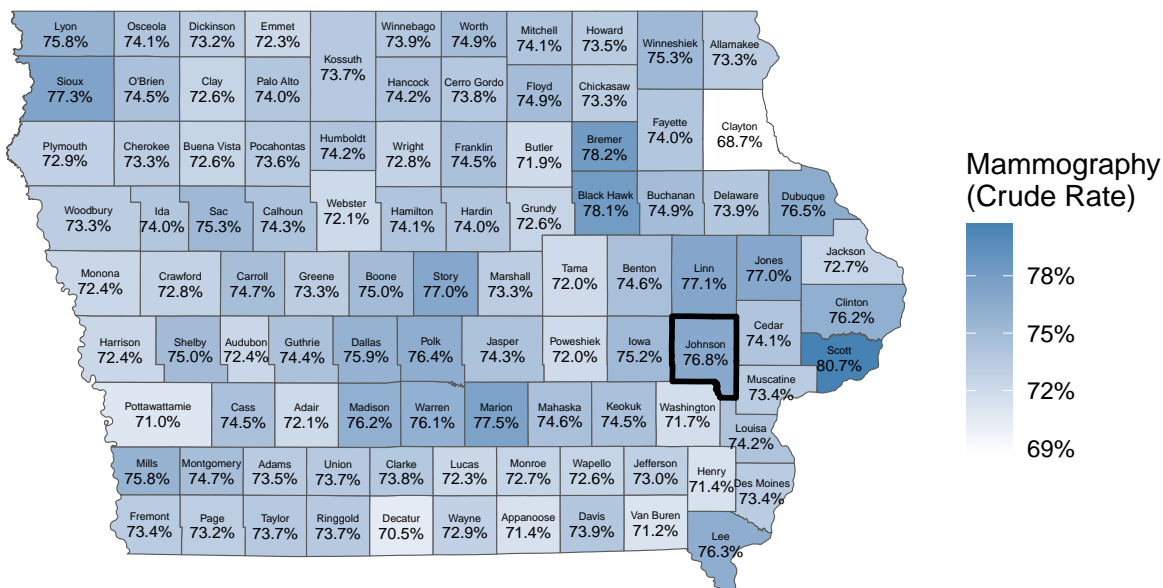 Lyon
75.8%
Osceola
74.1%
Dickinson
73.2%
Emmet
72.3%
Kossuth
73.7%
Winnebago
73.9%
Worth
74.9%
Mitchell
74.1%
Howard
73.5%
Winneshiek
75.3%
Allamakee
73.3%
Sioux
77.3%
O'Brien
74.5%
Clay
72.6%
Palo Alto
74.0%
Hancock
74.2%
Cerro Gordo
73.8%
Floyd
74.9%
Chickasaw
73.3%
Fayette
74.0%
Clayton
68.7%
Plymouth
72.9%
Cherokee
73.3%
Buena Vista
72.6%
Pocahontas
73.6%
Humboldt
74.2%
Wright
72.8%
Franklin
74.5%
Butler
71.9%
Bremer
78.2%
Woodbury
73.3%
Ida
74.0%
Sac
75.3%
Calhoun
74.3%
Webster
72.1%
Hamilton
74.1%
Hardin
74.0%
Grundy
72.6%
Black Hawk
78.1%
Buchanan
74.9%
Delaware
73.9%
Dubuque
76.5%
Monona
72.4%
Crawford
72.8%
Carroll
74.7%
Greene
73.3%
Boone
75.0%
Story
77.0%
Marshall
73.3%
Tama
72.0%
Benton
74.6%
Linn
77.1%
Jones
77.0%
Jackson
72.7%
Clinton
76.2%
Harrison
72.4%
Shelby
75.0%
Audubon
72.4%
Guthrie
74.4%
Dallas
75.9%
Polk
76.4%
Jasper
74.3%
Poweshiek
72.0%
Iowa
75.2%
Johnson
76.8%
Cedar
74.1%
Scott
80.7%
Muscatine
73.4%
Pottawattamie
71.0%
Cass
74.5%
Adair
72.1%
Madison
76.2%
Warren
76.1%
Marion
77.5%
Mahaska
74.6%
Keokuk
74.5%
Washington
71.7%
Louisa
74.2%
Mills
75.8%
Montgomery
74.7%
Adams
73.5%
Union
73.7%
Clarke
73.8%
Lucas
72.3%
Monroe
72.7%
Wapello
72.6%
Jefferson
73.0%
Henry
71.4%
Des Moines
73.4%
Fremont
73.4%
Page
73.2%
Taylor
73.7%
Ringgold
73.7%
Decatur
70.5%
Wayne
72.9%
Appanoose
71.4%
Davis
73.9%
Van Buren
71.2%
Lee
76.3%
Mammography
(Crude Rate)
78%
75%
72%
69%